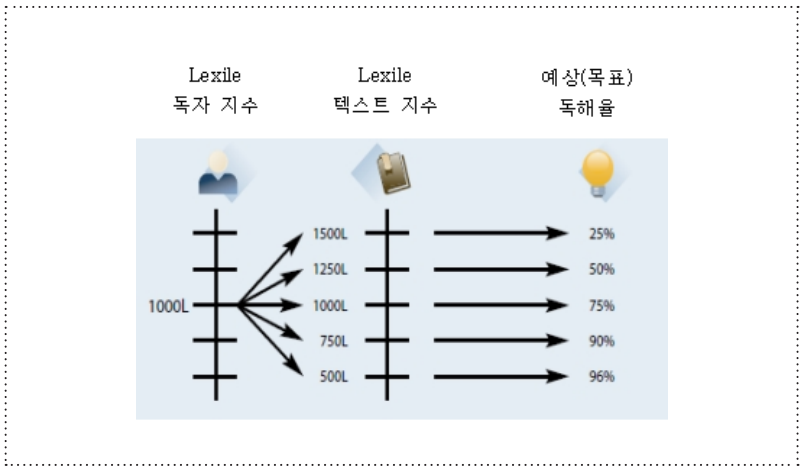 Lexile
독자 지수
Lexile
텍스트 지수
예상(목표)
독해율
1500L
25%
1250L
50%
1000L
1000L
75%
750L
90%
500L
96%